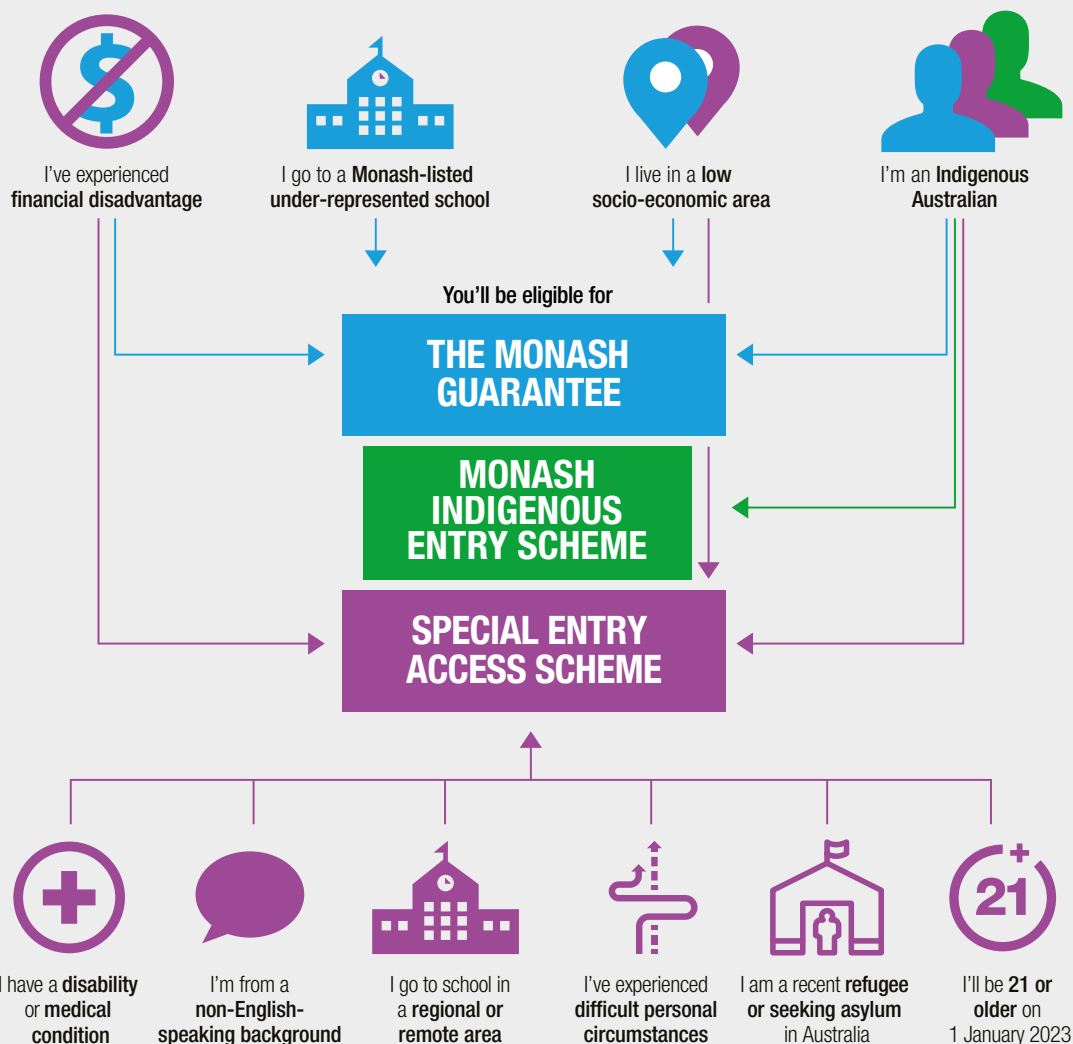 $
I've experienced
financial disadvantage
I go to a Monash-listed
under-represented school
I live in a low
socio-economic area
I'm an Indigenous
Australian
You'll be eligible for
THE MONASH
GUARANTEE
MONASH
INDIGENOUS
ENTRY SCHEME
SPECIAL ENTRY
ACCESS SCHEME
21+
I have a disability
or medical
condition
I'm from a
non-English-
speaking background
I go to school in
a regional or
remote area
I've experienced
difficult personal
circumstances
I am a recent refugee
or seeking asylum
in Australia
I'll be 21 or
older on
1 January 2023